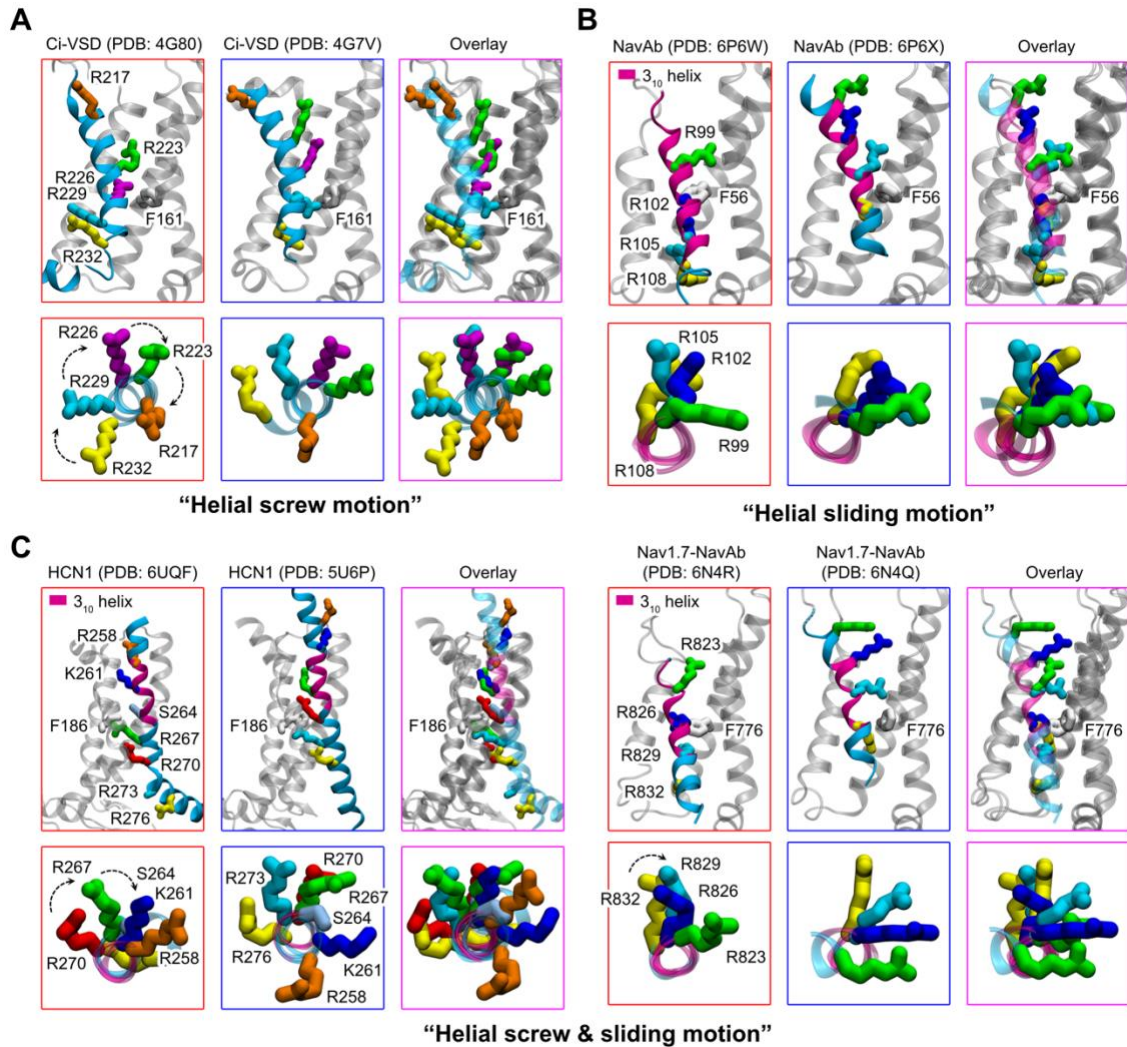 A
Ci-VSD (PDB: 4G80)
Ci-VSD (PDB: 4G7V)
Overlay
R217
R223
R226
R229
F161
R232
F161
F161
R226
R223
R229
R217
R232
“Helial screw motion”
B
NavAb (PDB: 6P6W)
NavAb (PDB: 6P6X)
Overlay
3₁₀ helix
R99
R102
F56
R105
R108
F56
F56
R105
R102
R99
R108
“Helial sliding motion”
C
HCN1 (PDB: 6UQF)
HCN1 (PDB: 5U6P)
Overlay
3₁₀ helix
R258
K261
S264
F186
R267
R270
R273
R276
F186
F186
R267
S264
K261
R270
R258
R270
R273
R267
S264
R276
K261
R258
Nav1.7-NavAb
(PDB: 6N4R)
Nav1.7-NavAb
(PDB: 6N4Q)
Overlay
3₁₀ helix
R823
R826
F776
R829
R832
F776
F776
R829
R832
R826
R823
“Helial screw & sliding motion”